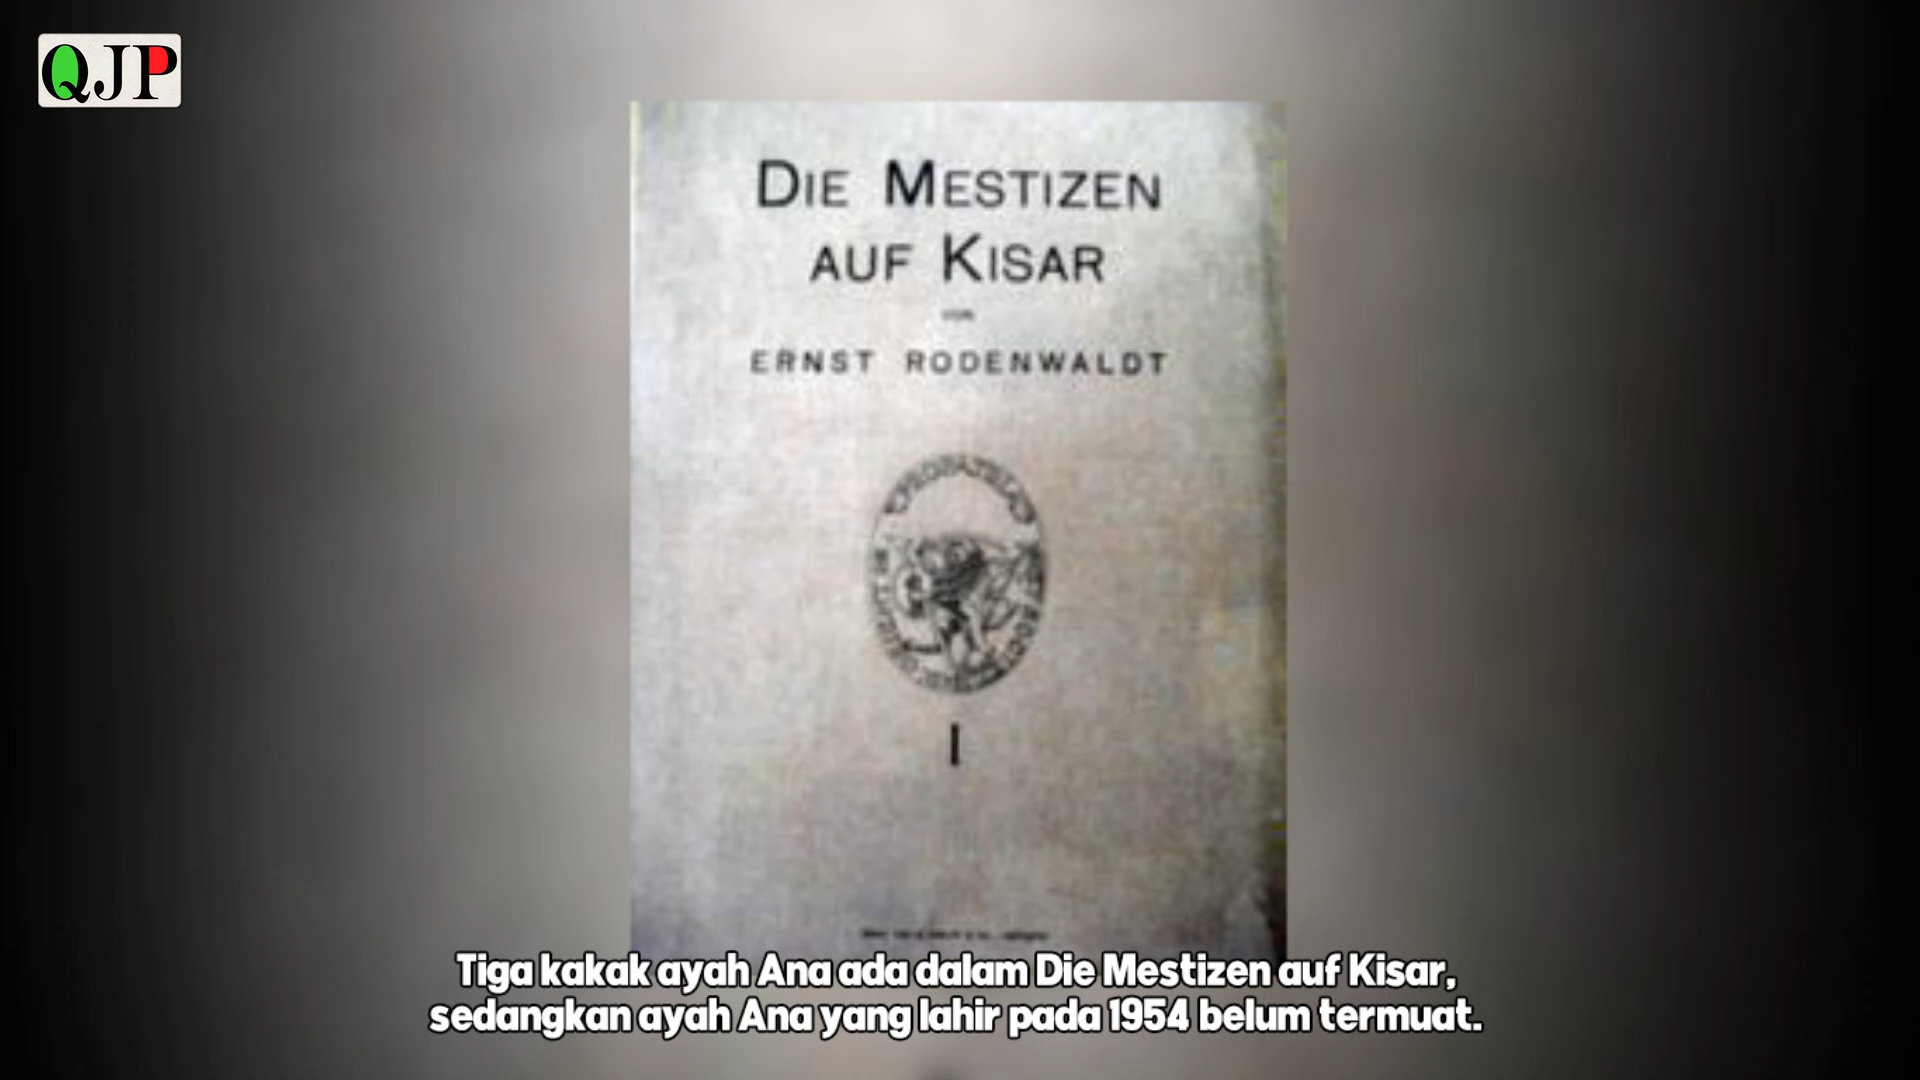 QJP
DIE MESTIZEN
AUF KISAR
VON
ERNST RODENWALDT
I
Tiga kakak ayah Ana ada dalam Die Mestizen auf Kisar,
sedangkan ayah Ana yang lahir pada 1954 belum termuat.